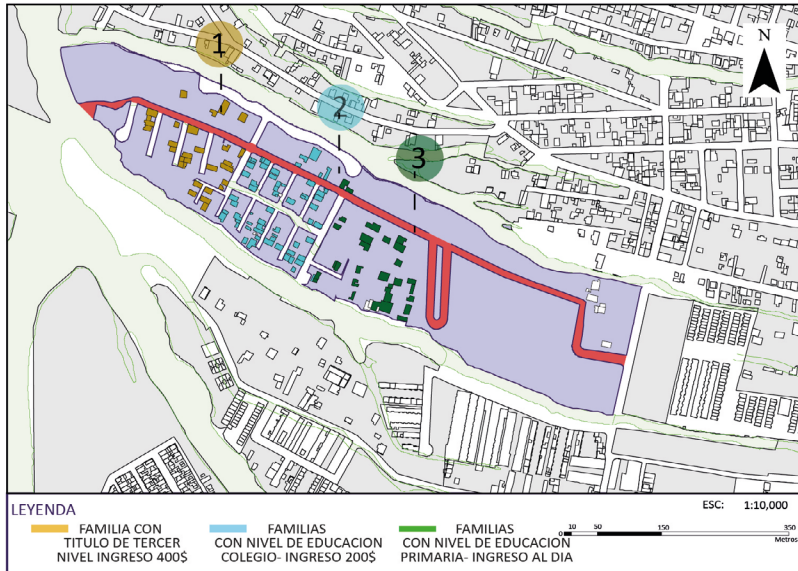 1
2
3
N
LEYENDA
FAMILIA CON
TITULO DE TERCER
NIVEL INGRESO 400$
FAMILIAS
CON NIVEL DE EDUCACION
COLEGIO- INGRESO 200$
FAMILIAS
CON NIVEL DE EDUCACION
PRIMARIA- INGRESO AL DIA
ESC: 1:10,000
10 50 150 350
Metros